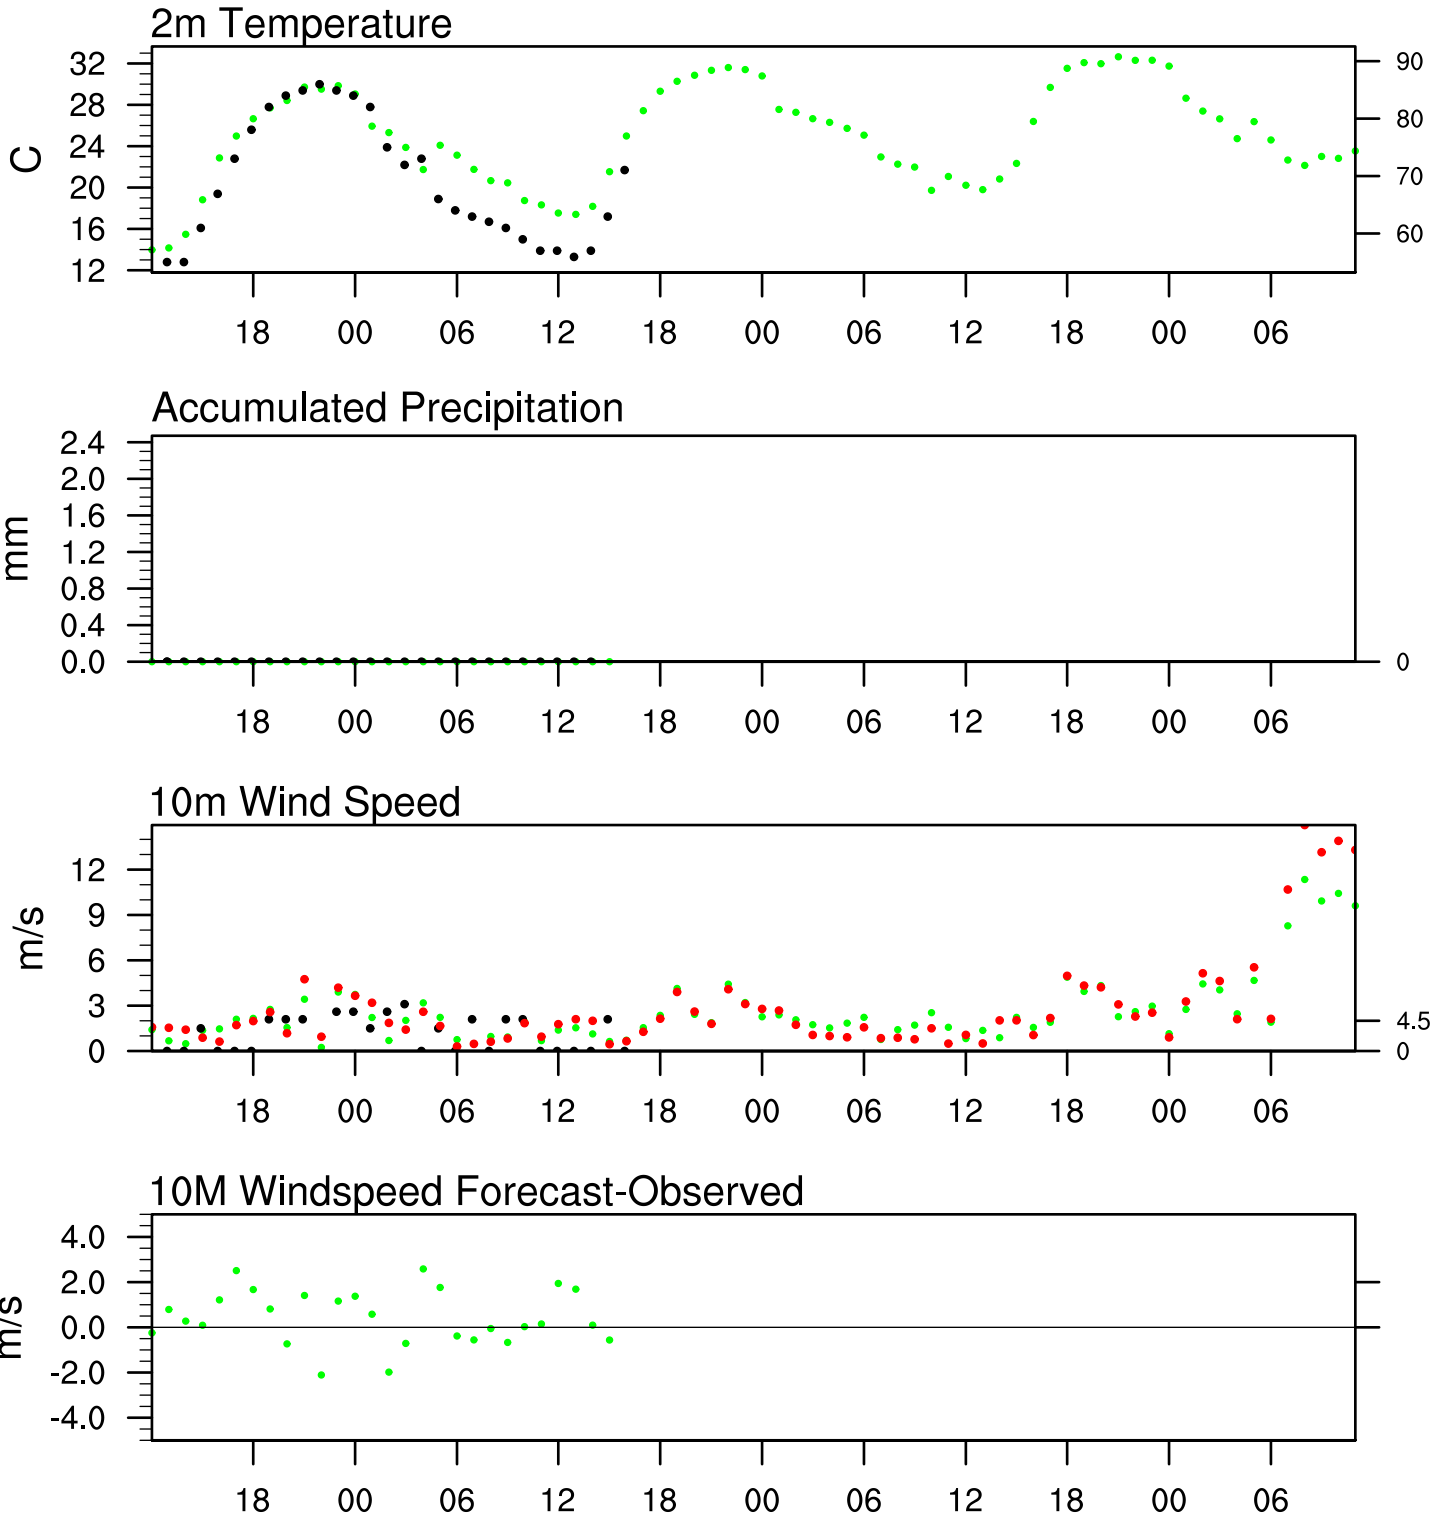 2m Temperature
32
28
24
20
16
12
C
90
80
70
60
18 00 06 12 18 00 06 12 18 00 06
Accumulated Precipitation
2.4
2.0
1.6
1.2
0.8
0.4
0.0
mm
0
18 00 06 12 18 00 06 12 18 00 06
10m Wind Speed
12
9
6
3
0
m/s
4.5
0
18 00 06 12 18 00 06 12 18 00 06
10M Windspeed Forecast-Observed
4.0
2.0
0.0
-2.0
-4.0
m/s
18 00 06 12 18 00 06 12 18 00 06